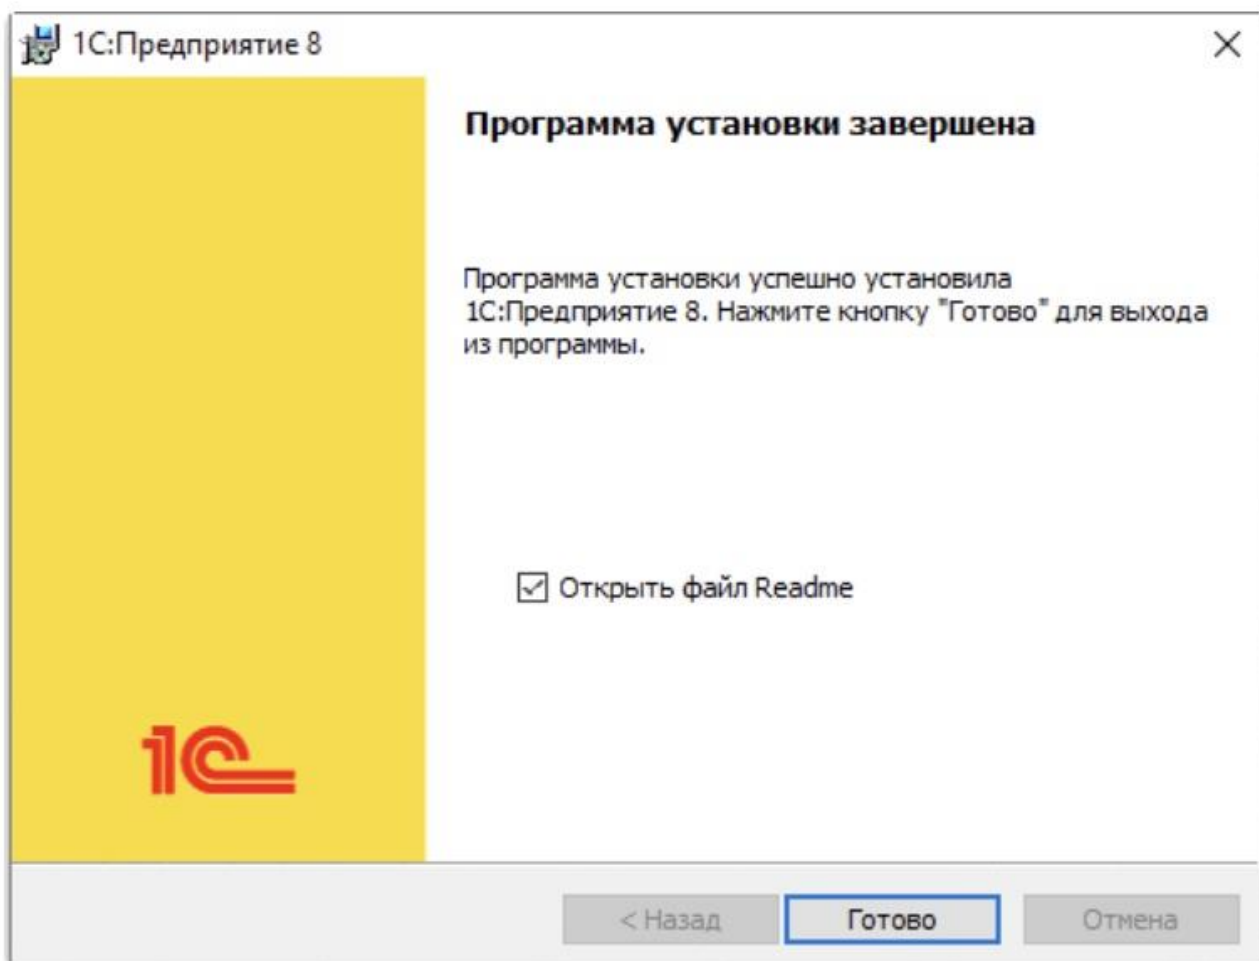 1С:Предприятие 8
Программа установки завершена
Программа установки успешно установила
1С:Предприятие 8. Нажмите кнопку "Готово" для выхода
из программы.
Открыть файл Readme
1С
< Назад
Готово
Отмена